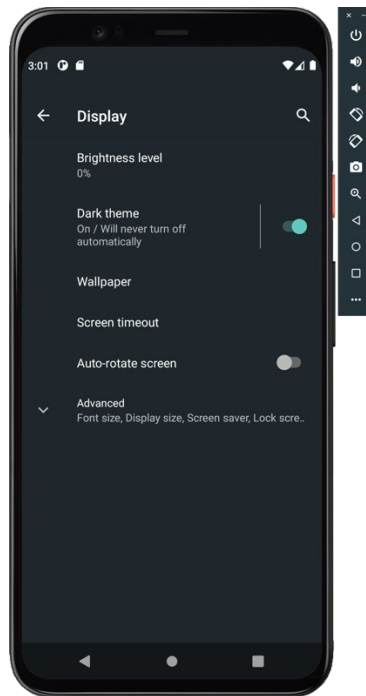 3:01
Display
Brightness level
0%
Dark theme
On / Will never turn off
automatically
Wallpaper
Screen timeout
Auto-rotate screen
Advanced
Font size, Display size, Screen saver, Lock scre..